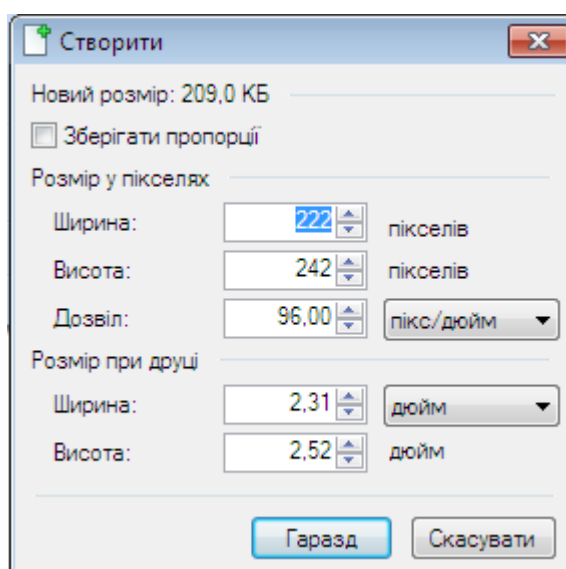 Створити
Новий розмір: 209,0 КБ
Зберігати пропорції
Розмір у пікселях
Ширина: 222 пікселів
Висота: 242 пікселів
Дозвіл: 96,00 пікс/дюйм
Розмір при друці
Ширина: 2,31 дюйм
Висота: 2,52 дюйм
Гаразд Скасувати